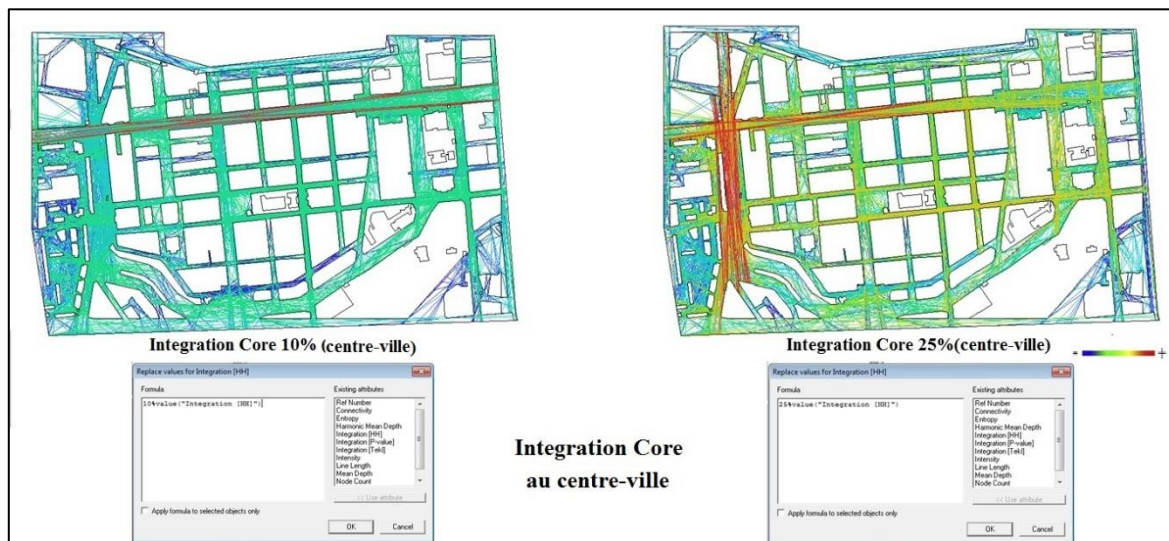 Integration Core 10% (centre-ville)
Integration Core 25%(centre-ville)
- +
Replace values for Integration [HH]
Formula
Existing attributes
10%value("Integration [HH]")
Ref Number
Connectivity
Entropy
Harmonic Mean Depth
Integration [HH]
Integration [P-value]
Integration [Tekl]
Intensity
Line Length
Mean Depth
Node Count
<< Use attribute
Apply formula to selected objects only
OK
Cancel
Integration Core
au centre-ville
Replace values for Integration [HH]
Formula
Existing attributes
25%value("Integration [HH]")
Ref Number
Connectivity
Entropy
Harmonic Mean Depth
Integration [HH]
Integration [P-value]
Integration [Tekl]
Intensity
Line Length
Mean Depth
Node Count
<< Use attribute
Apply formula to selected objects only
OK
Cancel